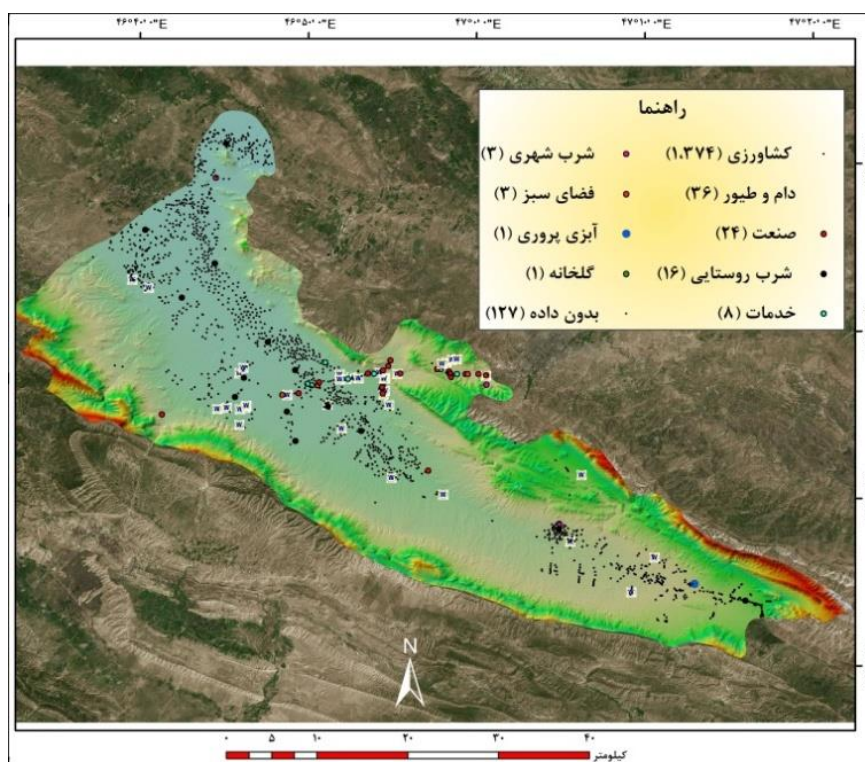 ۴۶°۴۰'۰"E ۴۶°۵۰'۰"E ۴۷°۰'۰"E ۴۷°۱۰'۰"E ۴۷°۲۰'۰"E
راهنما
کشاورزی (۱,۳۷۴) شرب شهری (۳)
دام و طیور (۳۶) فضای سبز (۳)
صنعت (۲۴) آبزی پروری (۱)
شرب روستایی (۱۶) گلخانه (۱)
خدمات (۸) بدون داده (۱۲۷)
N
۰ ۵ ۱۰ ۲۰ ۳۰ ۴۰
کیلومتر